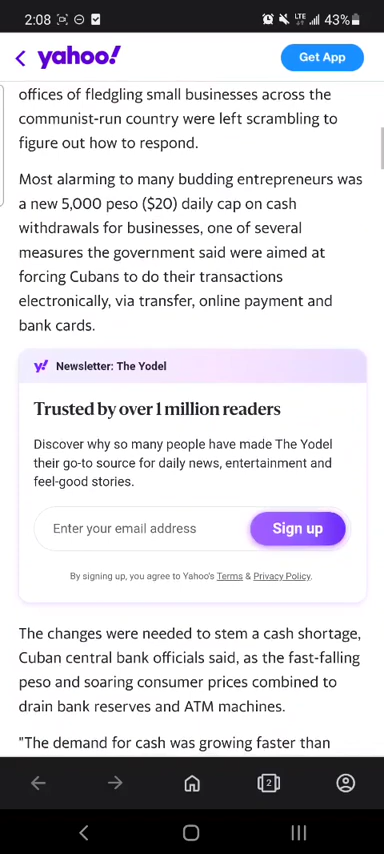 2:08 LTE 43%
yahoo! Get App
offices of fledgling small businesses across the
communist-run country were left scrambling to
figure out how to respond.
Most alarming to many budding entrepreneurs was
a new 5,000 peso ($20) daily cap on cash
withdrawals for businesses, one of several
measures the government said were aimed at
forcing Cubans to do their transactions
electronically, via transfer, online payment and
bank cards.
y! Newsletter: The Yodel
Trusted by over 1 million readers
Discover why so many people have made The Yodel
their go-to source for daily news, entertainment and
feel-good stories.
Enter your email address Sign up
By signing up, you agree to Yahoo's Terms & Privacy Policy.
The changes were needed to stem a cash shortage,
Cuban central bank officials said, as the fast-falling
peso and soaring consumer prices combined to
drain bank reserves and ATM machines.
"The demand for cash was growing faster than
2